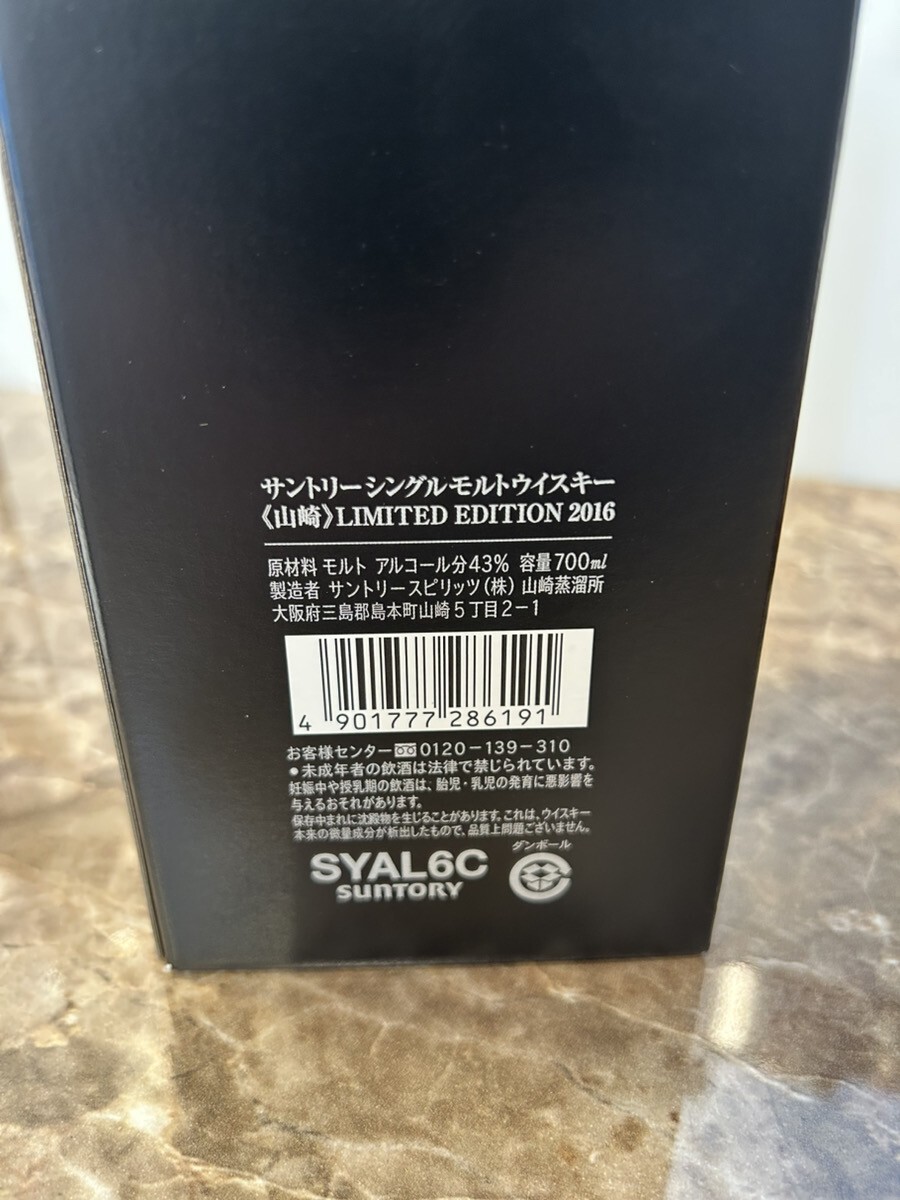 サントリーシングルモルトウイスキー
《山崎》LIMITED EDITION 2016
原材料 モルト アルコール分43% 容量700ml
製造者 サントリースピリッツ(株) 山崎蒸溜所
大阪府三島郡島本町山崎5丁目2-1
4 901777 286191
お客様センター 0120-139-310
●未成年者の飲酒は法律で禁じられています。
妊娠中や授乳期の飲酒は、胎児・乳児の発育に悪影響を
与えるおそれがあります。
保存中まれに沈殿物を生じることがあります。これは、ウイスキー
本来の微量成分が析出したもので、品質上問題ございません。
ダンボール
SYAL6C
SUNTORY